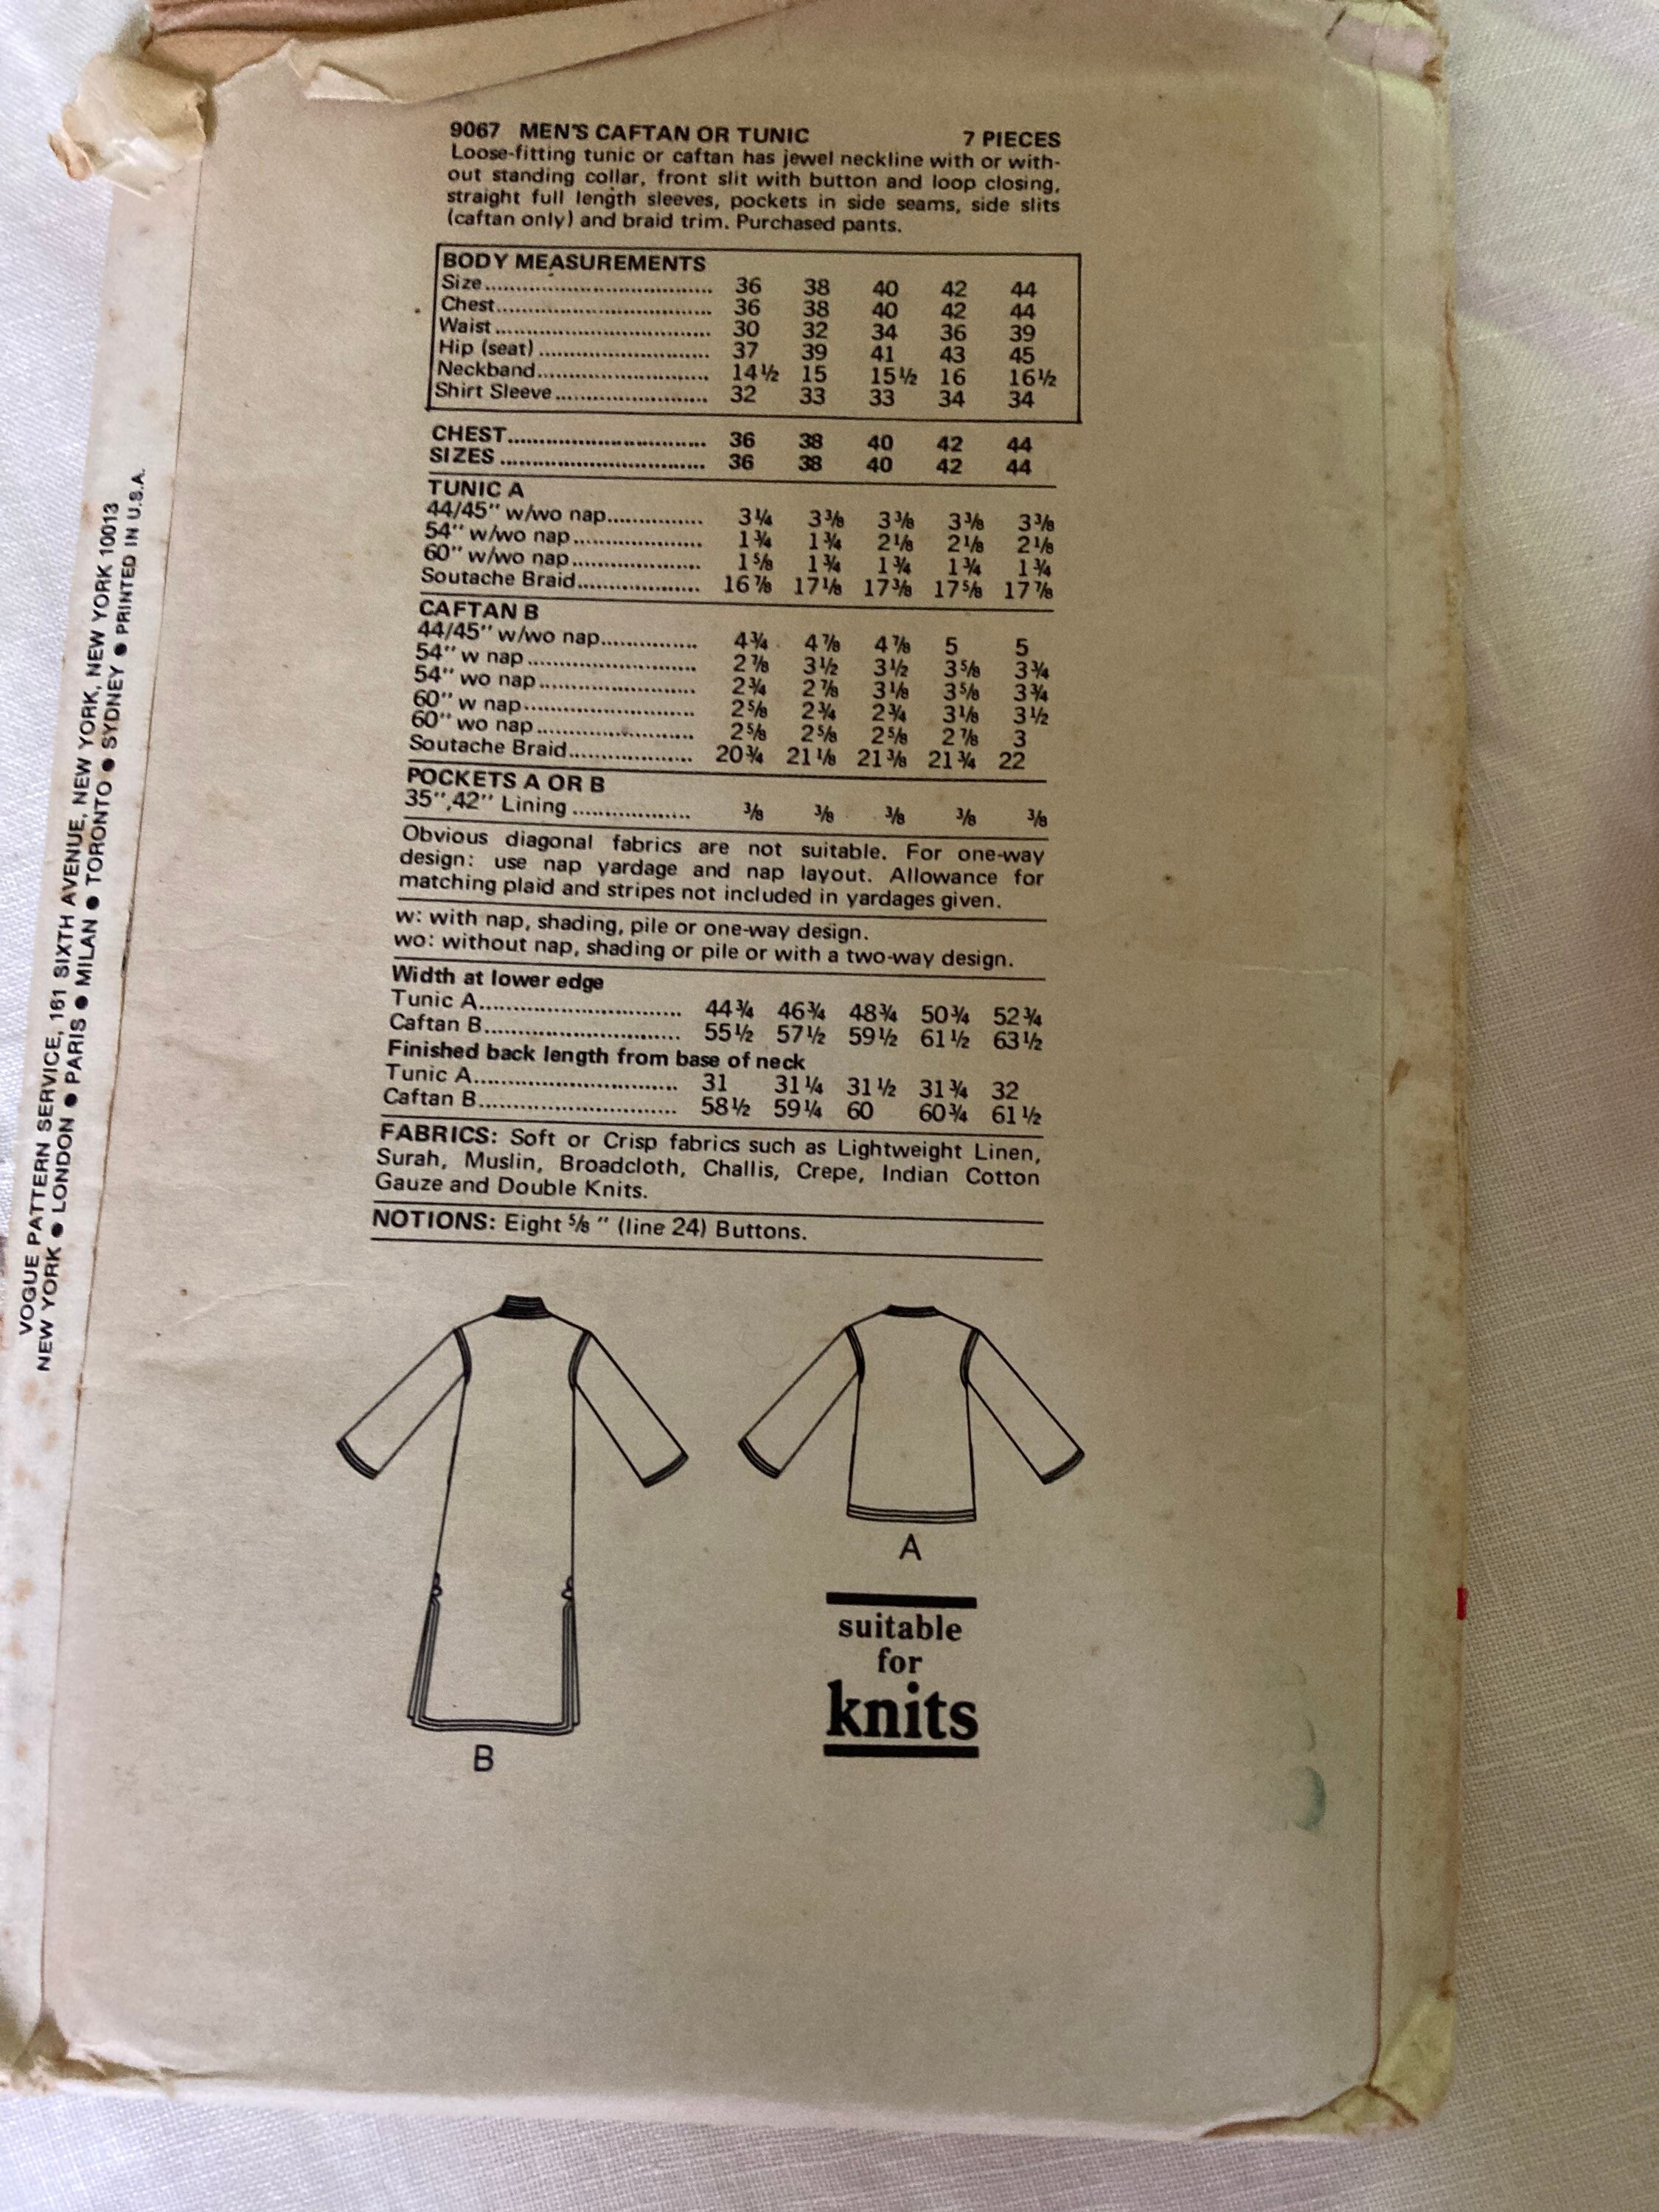 9067 MEN'S CAFTAN OR TUNIC 7 PIECES
Loose-fitting tunic or caftan has jewel neckline with or with-
out standing collar, front slit with button and loop closing,
straight full length sleeves, pockets in side seams, side slits
(caftan only) and braid trim. Purchased pants.
BODY MEASUREMENTS
Size.................................... 36 38 40 42 44
Chest.................................. 36 38 40 42 44
Waist .................................. 30 32 34 36 39
Hip (seat) ........................... 37 39 41 43 45
Neckband........................... 14½ 15 15½ 16 16½
Shirt Sleeve........................ 32 33 33 34 34
CHEST................................ 36 38 40 42 44
SIZES ................................. 36 38 40 42 44
TUNIC A
44/45" w/wo nap............... 3¼ 3⅜ 3⅜ 3⅜ 3⅜
54" w/wo nap.................... 1¾ 1¾ 2⅛ 2⅛ 2⅛
60" w/wo nap.................... 1⅝ 1¾ 1¾ 1¾ 1¾
Soutache Braid................... 16⅞ 17⅛ 17⅜ 17⅝ 17⅞
CAFTAN B
44/45" w/wo nap............... 4¾ 4⅞ 4⅞ 5 5
54" w nap .......................... 2⅞ 3½ 3½ 3⅝ 3¾
54" wo nap........................ 2¾ 2⅞ 3⅛ 3⅝ 3¾
60" w nap.......................... 2⅝ 2¾ 2¾ 3⅛ 3½
60" wo nap........................ 2⅝ 2⅝ 2⅝ 2⅞ 3
Soutache Braid................... 20¾ 21⅛ 21⅜ 21¾ 22
POCKETS A OR B
35",42" Lining .................. ⅜ ⅜ ⅜ ⅜ ⅜
Obvious diagonal fabrics are not suitable. For one-way
design: use nap yardage and nap layout. Allowance for
matching plaid and stripes not included in yardages given.
w: with nap, shading, pile or one-way design.
wo: without nap, shading or pile or with a two-way design.
Width at lower edge
Tunic A............................... 44¾ 46¾ 48¾ 50¾ 52¾
Caftan B.............................. 55½ 57½ 59½ 61½ 63½
Finished back length from base of neck
Tunic A............................... 31 31¼ 31½ 31¾ 32
Caftan B.............................. 58½ 59¼ 60 60¾ 61½
FABRICS: Soft or Crisp fabrics such as Lightweight Linen,
Surah, Muslin, Broadcloth, Challis, Crepe, Indian Cotton
Gauze and Double Knits.
NOTIONS: Eight ⅝" (line 24) Buttons.
B
A
suitable
for
knits
VOGUE PATTERN SERVICE, 161 SIXTH AVENUE, NEW YORK, NEW YORK 10013
NEW YORK ● LONDON ● PARIS ● MILAN ● TORONTO ● SYDNEY ● PRINTED IN U.S.A.